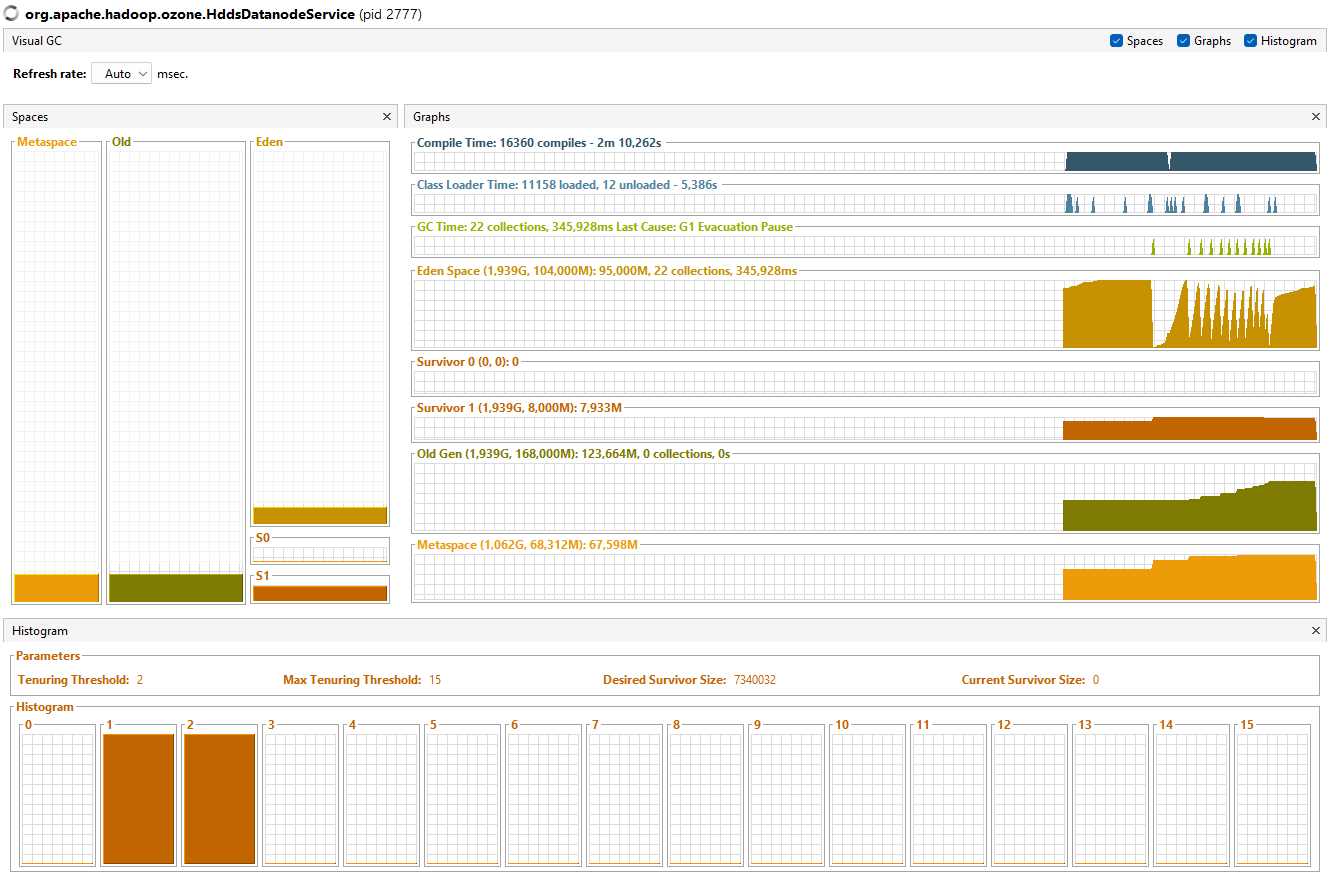 org.apache.hadoop.ozone.HddsDatanodeService (pid 2777)
Visual GC
Spaces Graphs Histogram
Refresh rate: Auto msec.
Spaces
Metaspace Old Eden
S0
S1
Graphs
Compile Time: 16360 compiles - 2m 10,262s
Class Loader Time: 11158 loaded, 12 unloaded - 5,386s
GC Time: 22 collections, 345,928ms Last Cause: G1 Evacuation Pause
Eden Space (1,939G, 104,000M): 95,000M, 22 collections, 345,928ms
Survivor 0 (0, 0): 0
Survivor 1 (1,939G, 8,000M): 7,933M
Old Gen (1,939G, 168,000M): 123,664M, 0 collections, 0s
Metaspace (1,062G, 68,312M): 67,598M
Histogram
Parameters
Tenuring Threshold: 2 Max Tenuring Threshold: 15 Desired Survivor Size: 7340032 Current Survivor Size: 0
Histogram
0 1 2 3 4 5 6 7 8 9 10 11 12 13 14 15